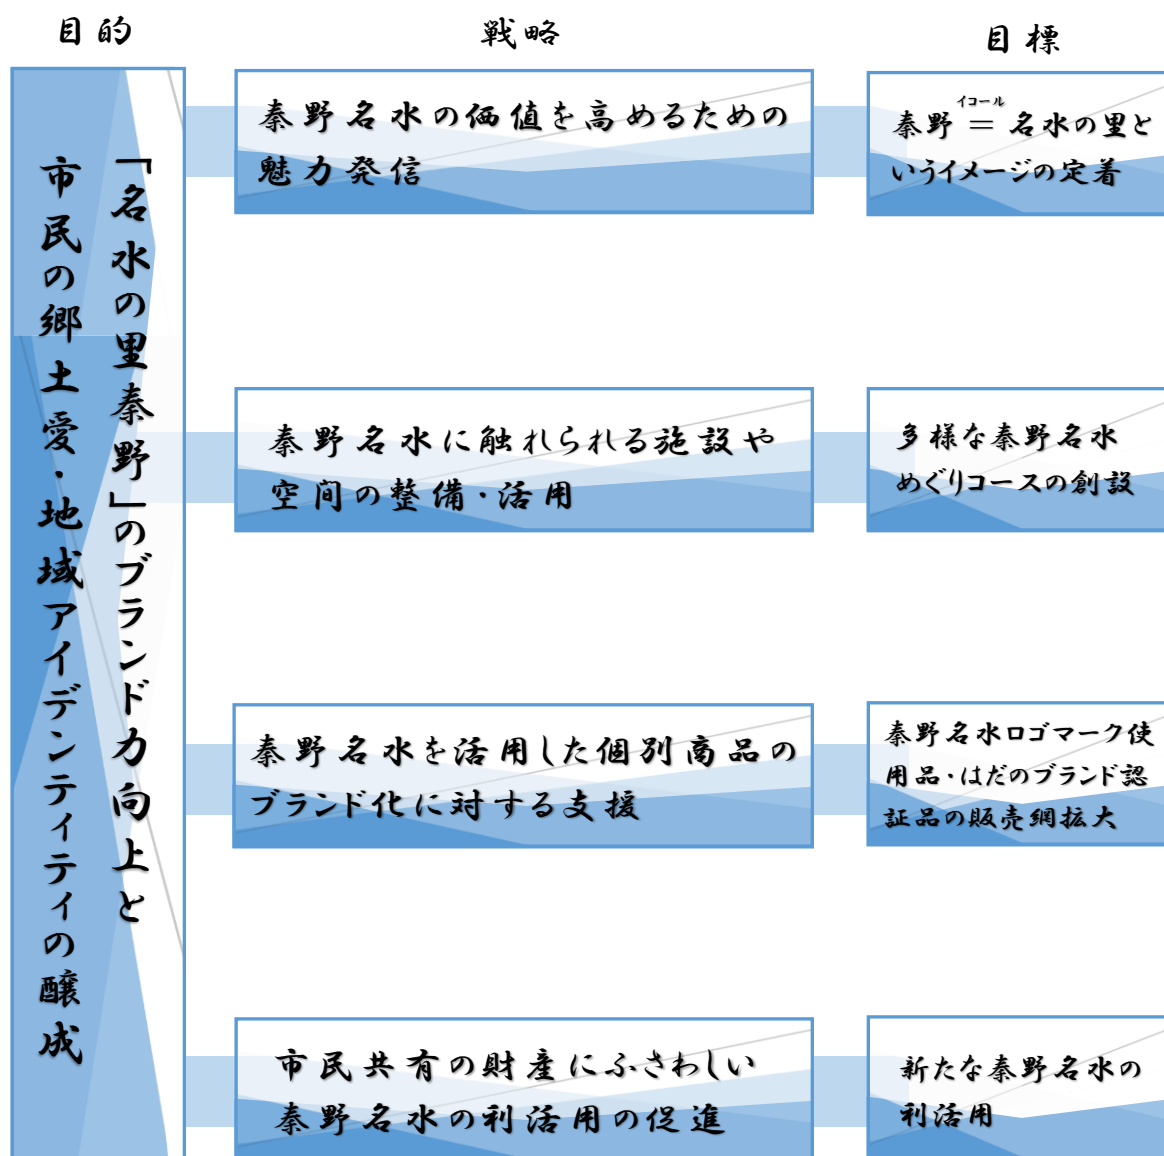 目的
戦略
目標
「名水の里秦野」のブランド力向上と
市民の郷土愛・地域アイデンティティの醸成
秦野名水の価値を高めるための
魅力発信
イコール
秦野＝名水の里と
いうイメージの定着
秦野名水に触れられる施設や
空間の整備・活用
多様な秦野名水
めぐりコースの創設
秦野名水を活用した個別商品の
ブランド化に対する支援
秦野名水ロゴマーク使
用品・はだのブランド認
証品の販売網拡大
市民共有の財産にふさわしい
秦野名水の利活用の促進
新たな秦野名水の
利活用